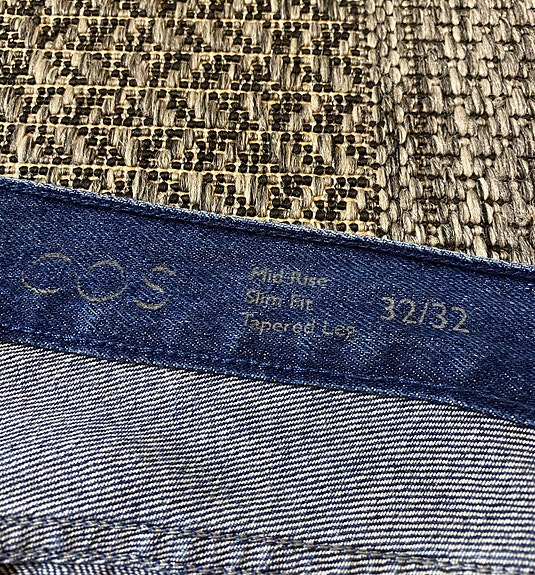 COS
Mid Rise
Slim Fit
Tapered Leg
32/32